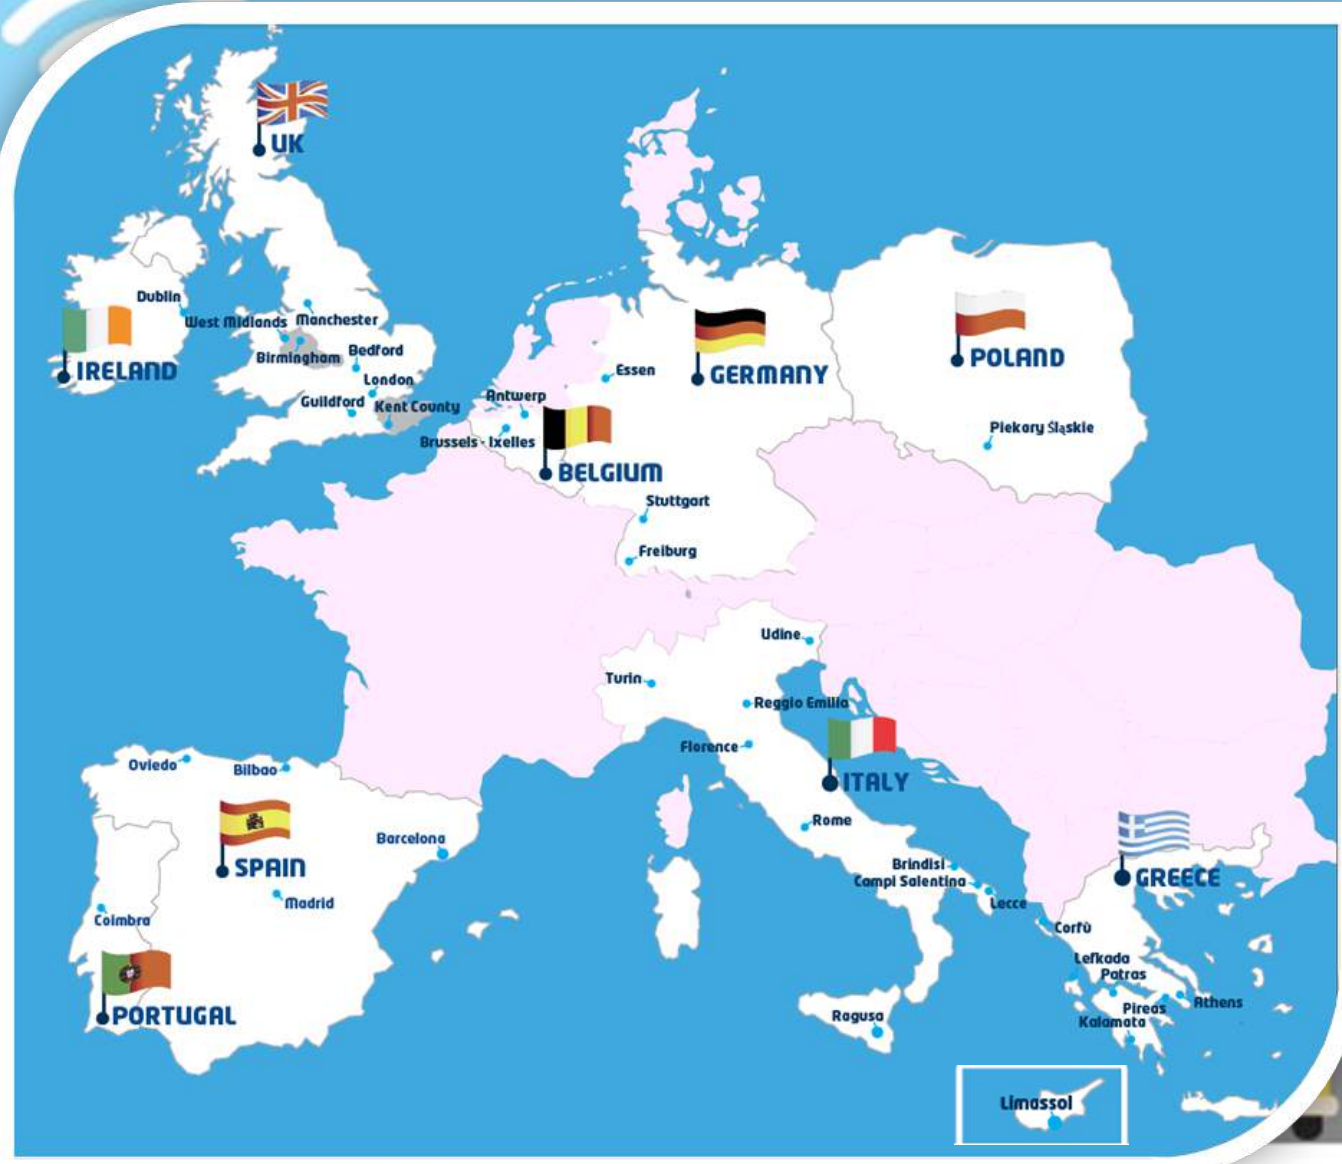 UK
Dublin
West Midlands
Manchester
IRELAND
Birmingham
Bedford
London
Guildford
Kent County
Essen
GERMANY
POLAND
Antwerp
Brussels - Ixelles
BELGIUM
Piekary Śląskie
Stuttgart
Freiburg
Udine
Turin
Reggio Emilia
Florence
ITALY
Oviedo
Bilbao
Barcelona
SPAIN
Madrid
Coimbra
PORTUGAL
Rome
Brindisi
Campi Salentina
Lecce
GREECE
Corfù
Lefkada
Patras
Pireas
Athens
Kalamata
Ragusa
Limassol